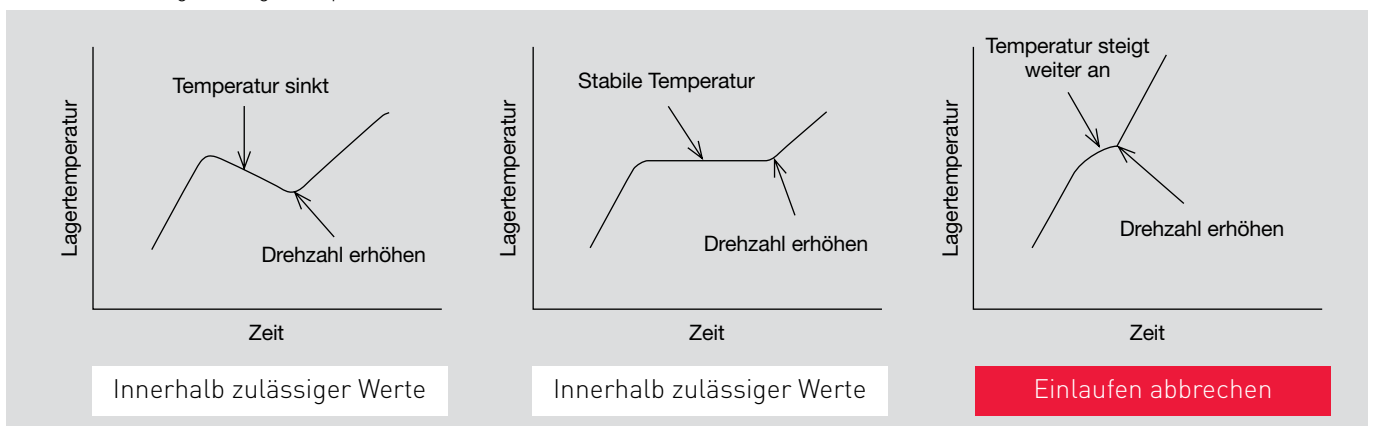 Temperatur sinkt
Lagertemperatur
Drehzahl erhöhen
Zeit
Innerhalb zulässiger Werte
Stabile Temperatur
Lagertemperatur
Drehzahl erhöhen
Zeit
Innerhalb zulässiger Werte
Temperatur steigt
weiter an
Lagertemperatur
Drehzahl erhöhen
Zeit
Einlaufen abbrechen